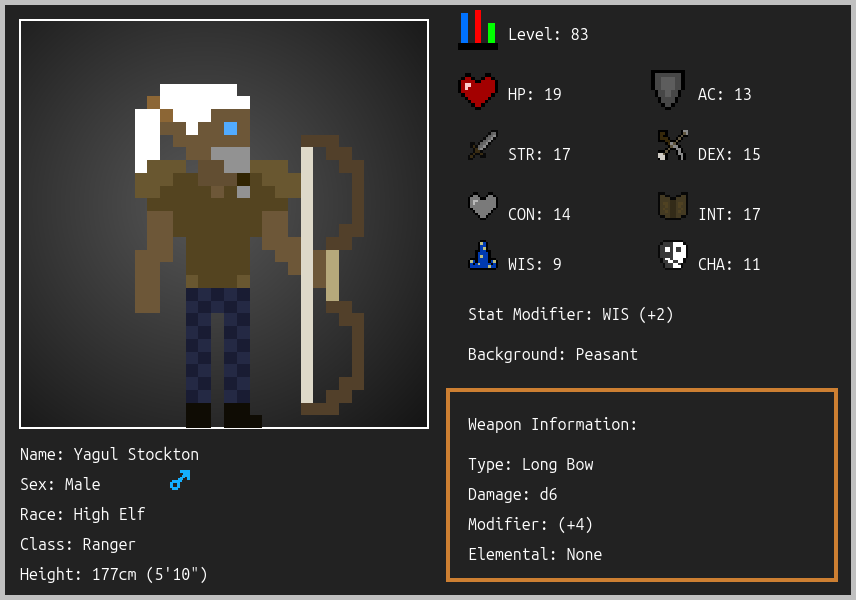 Level: 83
HP: 19
AC: 13
STR: 17
DEX: 15
CON: 14
INT: 17
WIS: 9
CHA: 11
Stat Modifier: WIS (+2)
Background: Peasant
Weapon Information:
Type: Long Bow
Damage: d6
Modifier: (+4)
Elemental: None
Name: Yagul Stockton
Sex: Male
Race: High Elf
Class: Ranger
Height: 177cm (5'10")